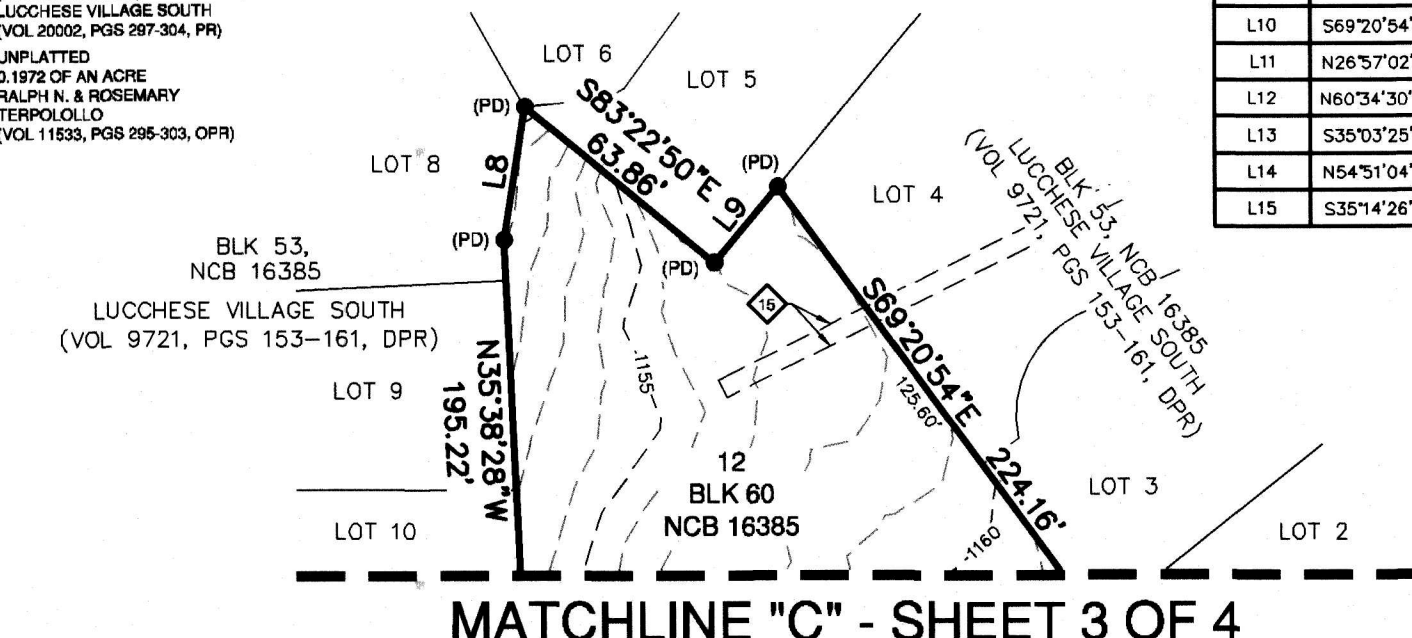 LUCCHESE VILLAGE SOUTH
(VOL 20002, PGS 297-304, PR)
UNPLATTED
0.1972 OF AN ACRE
RALPH N. & ROSEMARY
TERPOLOLLO
(VOL 11533, PGS 295-303, OPR)
L10 S69°20'54"
L11 N26°57'02"
L12 N60°34'30"
L13 S35°03'25"
L14 N54°51'04"
L15 S35°14'26"
LOT 6
LOT 5
(PD)
S83°22'50"E
63.86'
LOT 8
L8
L9
(PD)
LOT 4
(PD)
(PD)
BLK 53,
NCB 16385
LUCCHESE VILLAGE SOUTH
(VOL 9721, PGS 153-161, DPR)
BLK 53, NCB 16385
LUCCHESE VILLAGE SOUTH
(VOL 9721, PGS 153-161, DPR)
15
S69°20'54"E
224.16'
125.60'
1155
LOT 9
N35°38'28"W
195.22'
12
BLK 60
NCB 16385
LOT 3
LOT 10
1160
LOT 2
MATCHLINE "C" - SHEET 3 OF 4